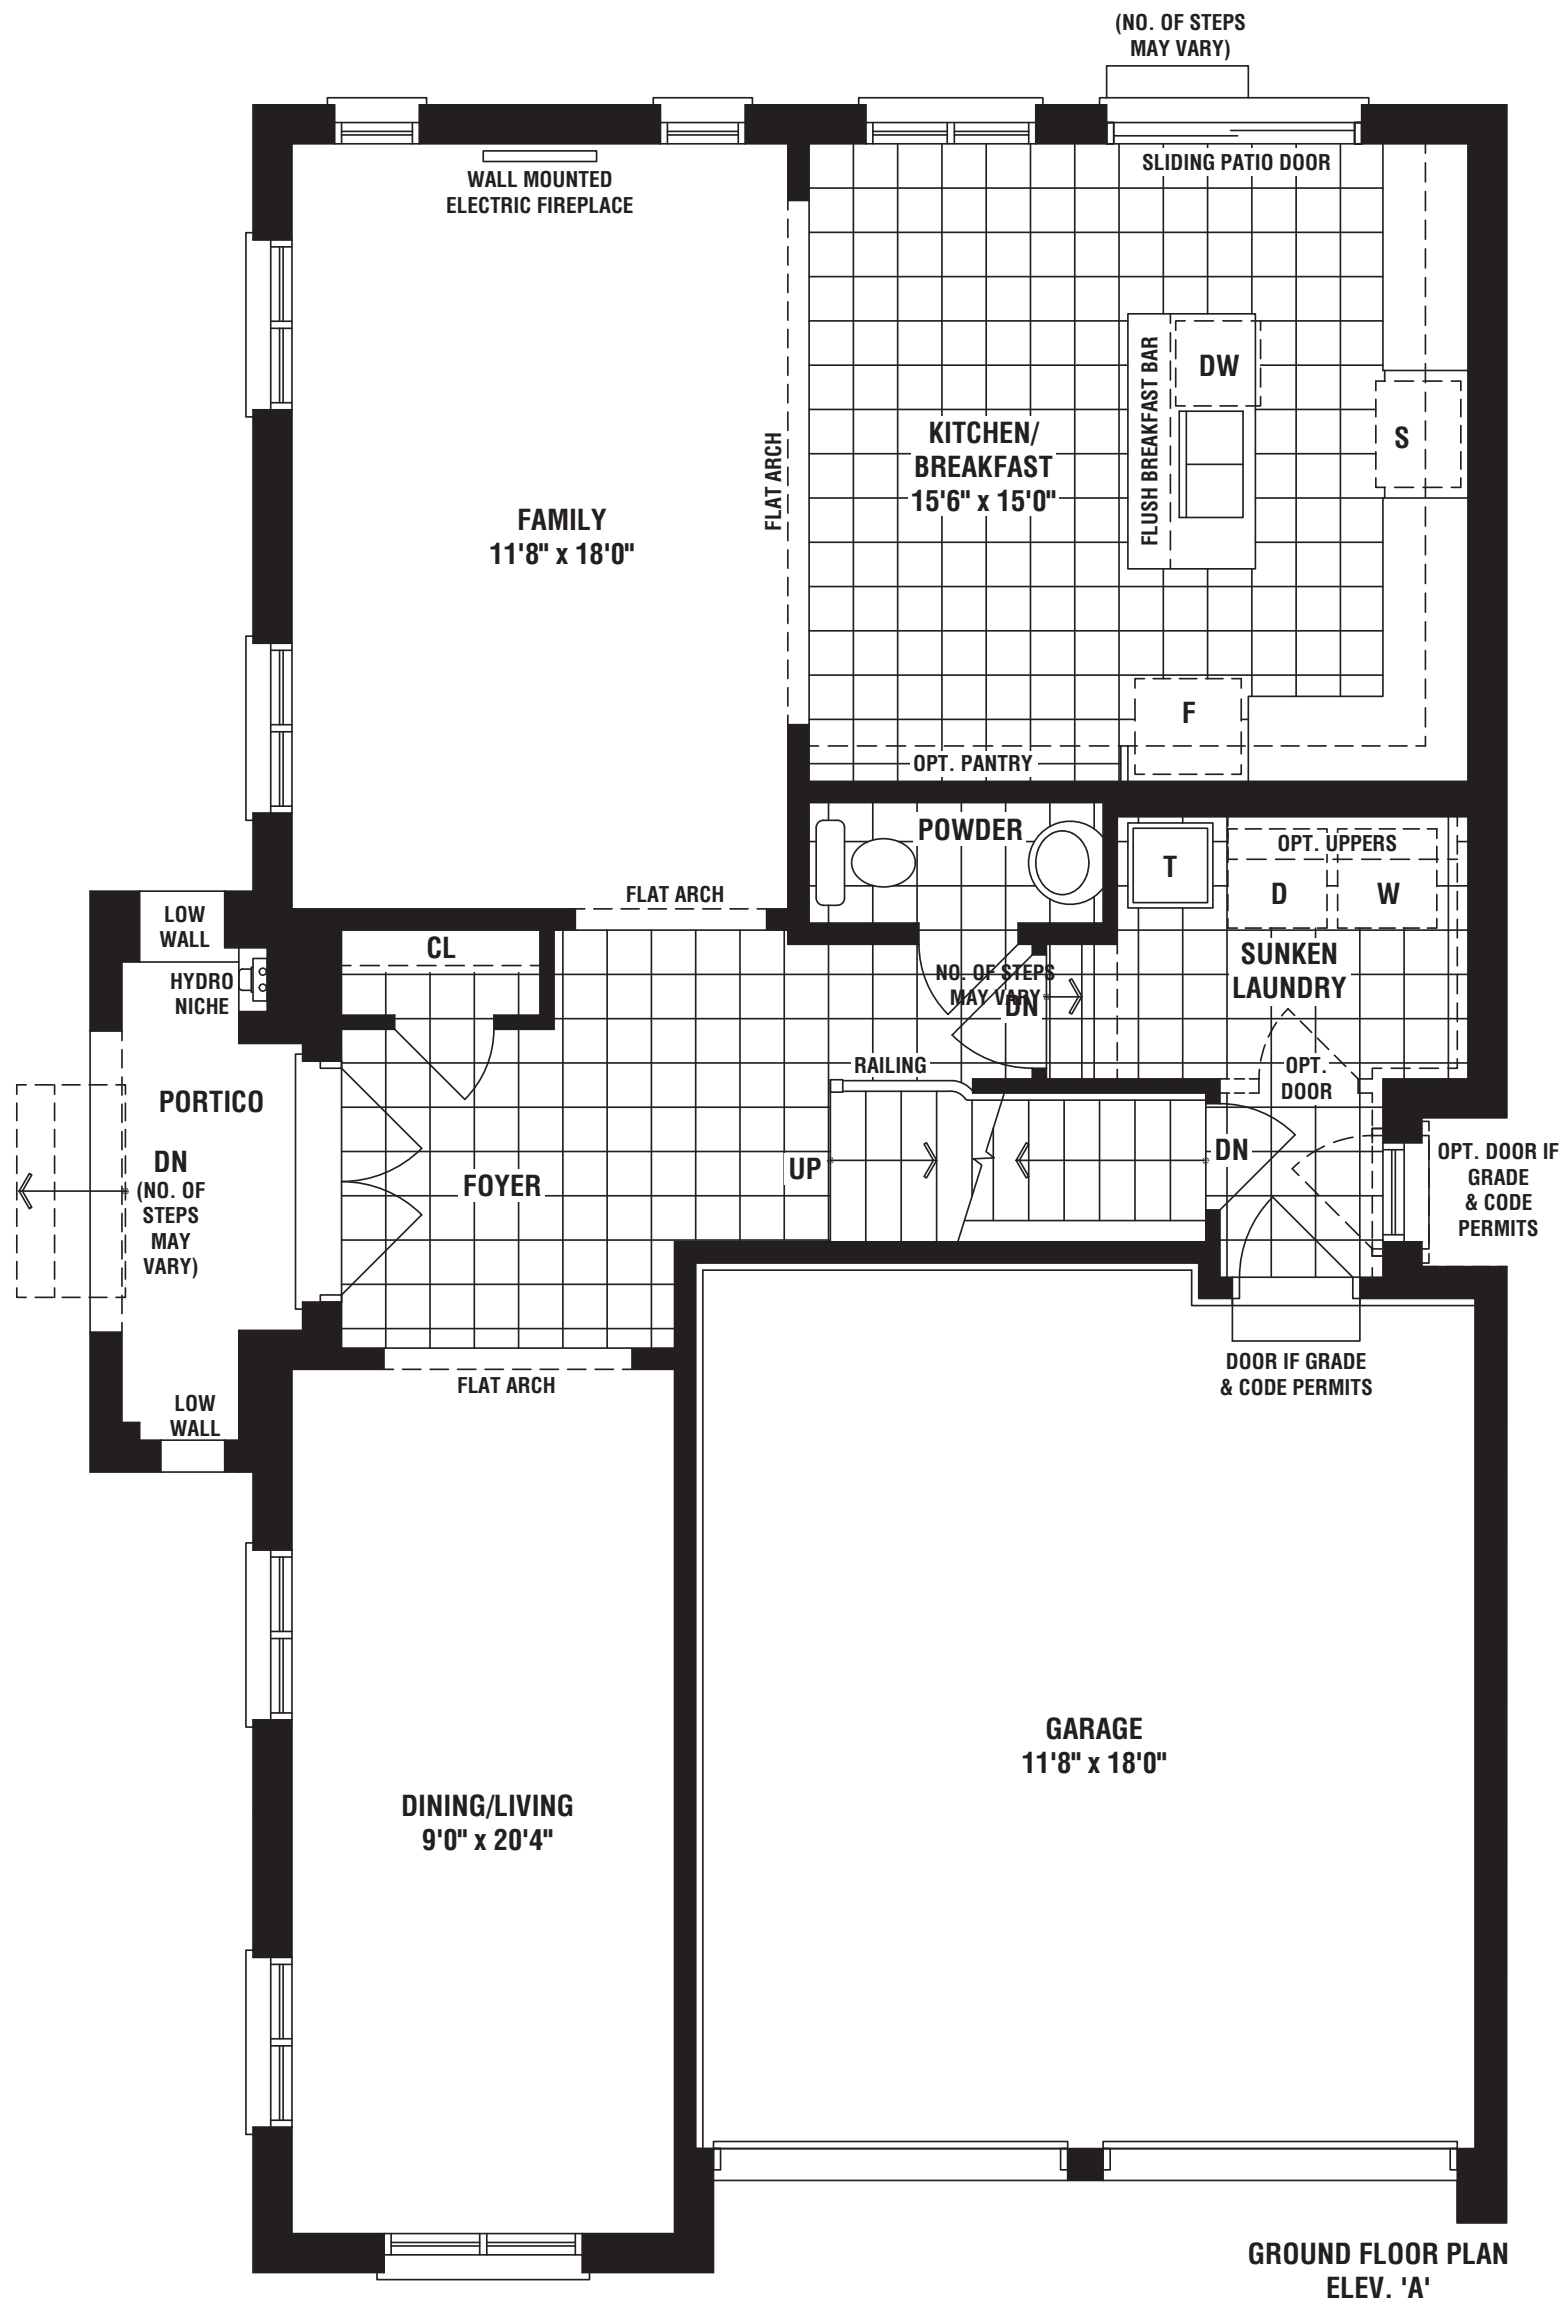 (NO. OF STEPS
MAY VARY)
SLIDING PATIO DOOR
WALL MOUNTED
ELECTRIC FIREPLACE
FLUSH BREAKFAST BAR
DW
S
KITCHEN/
BREAKFAST
15'6" x 15'0"
FLAT ARCH
FAMILY
11'8" x 18'0"
F
OPT. PANTRY
POWDER
OPT. UPPERS
T
D
W
FLAT ARCH
LOW
WALL
CL
HYDRO
NICHE
SUNKEN
LAUNDRY
NO. OF STEPS
MAY VARY
DN
RAILING
OPT.
DOOR
PORTICO
DN
(NO. OF
STEPS
MAY
VARY)
FOYER
UP
DN
OPT. DOOR IF
GRADE
& CODE
PERMITS
DOOR IF GRADE
& CODE PERMITS
FLAT ARCH
LOW
WALL
GARAGE
11'8" x 18'0"
DINING/LIVING
9'0" x 20'4"
GROUND FLOOR PLAN
ELEV. 'A'